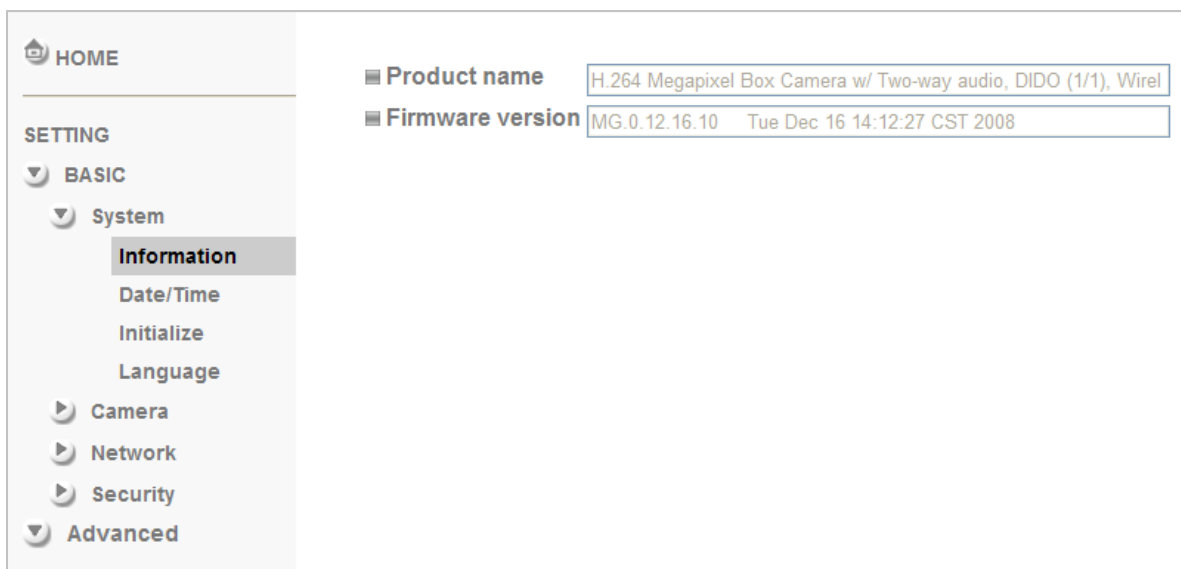 HOME
Product name H.264 Megapixel Box Camera w/ Two-way audio, DIDO (1/1), Wirel
Firmware version MG.0.12.16.10 Tue Dec 16 14:12:27 CST 2008
SETTING
BASIC
System
Information
Date/Time
Initialize
Language
Camera
Network
Security
Advanced